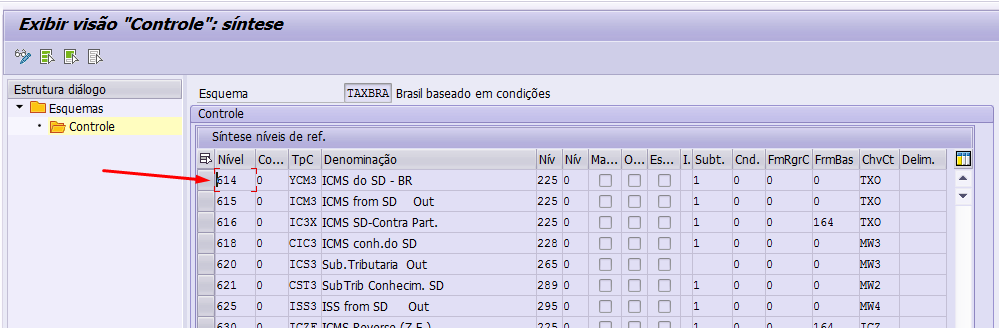 Exibir visão "Controle": síntese
Estrutura diálogo
Esquemas
Controle
Esquema TAXBRA Brasil baseado em condições
Controle
Síntese níveis de ref.
Nível Co... TpC Denominação Nív Nív Ma... O... Es... I. Subt. Cnd. FmRgrC FrmBas ChvCt Delim.
614 0 YCM3 ICMS do SD - BR 225 0 1 0 0 0 TXO
615 0 ICM3 ICMS from SD Out 225 0 1 0 0 0 TXO
616 0 IC3X ICMS SD-Contra Part. 225 0 1 0 0 164 TXO
618 0 CIC3 ICMS conh.do SD 228 0 1 0 0 0 MW3
620 0 ICS3 Sub.Tributaria Out 265 0 0 0 0 MW3
621 0 CST3 SubTrib Conhecim. SD 289 0 1 0 0 0 MW2
625 0 ISS3 ISS from SD Out 295 0 1 0 0 0 MW4
630 0 ICZF ICMS Reverso (Z.F.) 225 0 1 0 0 164 ICZ